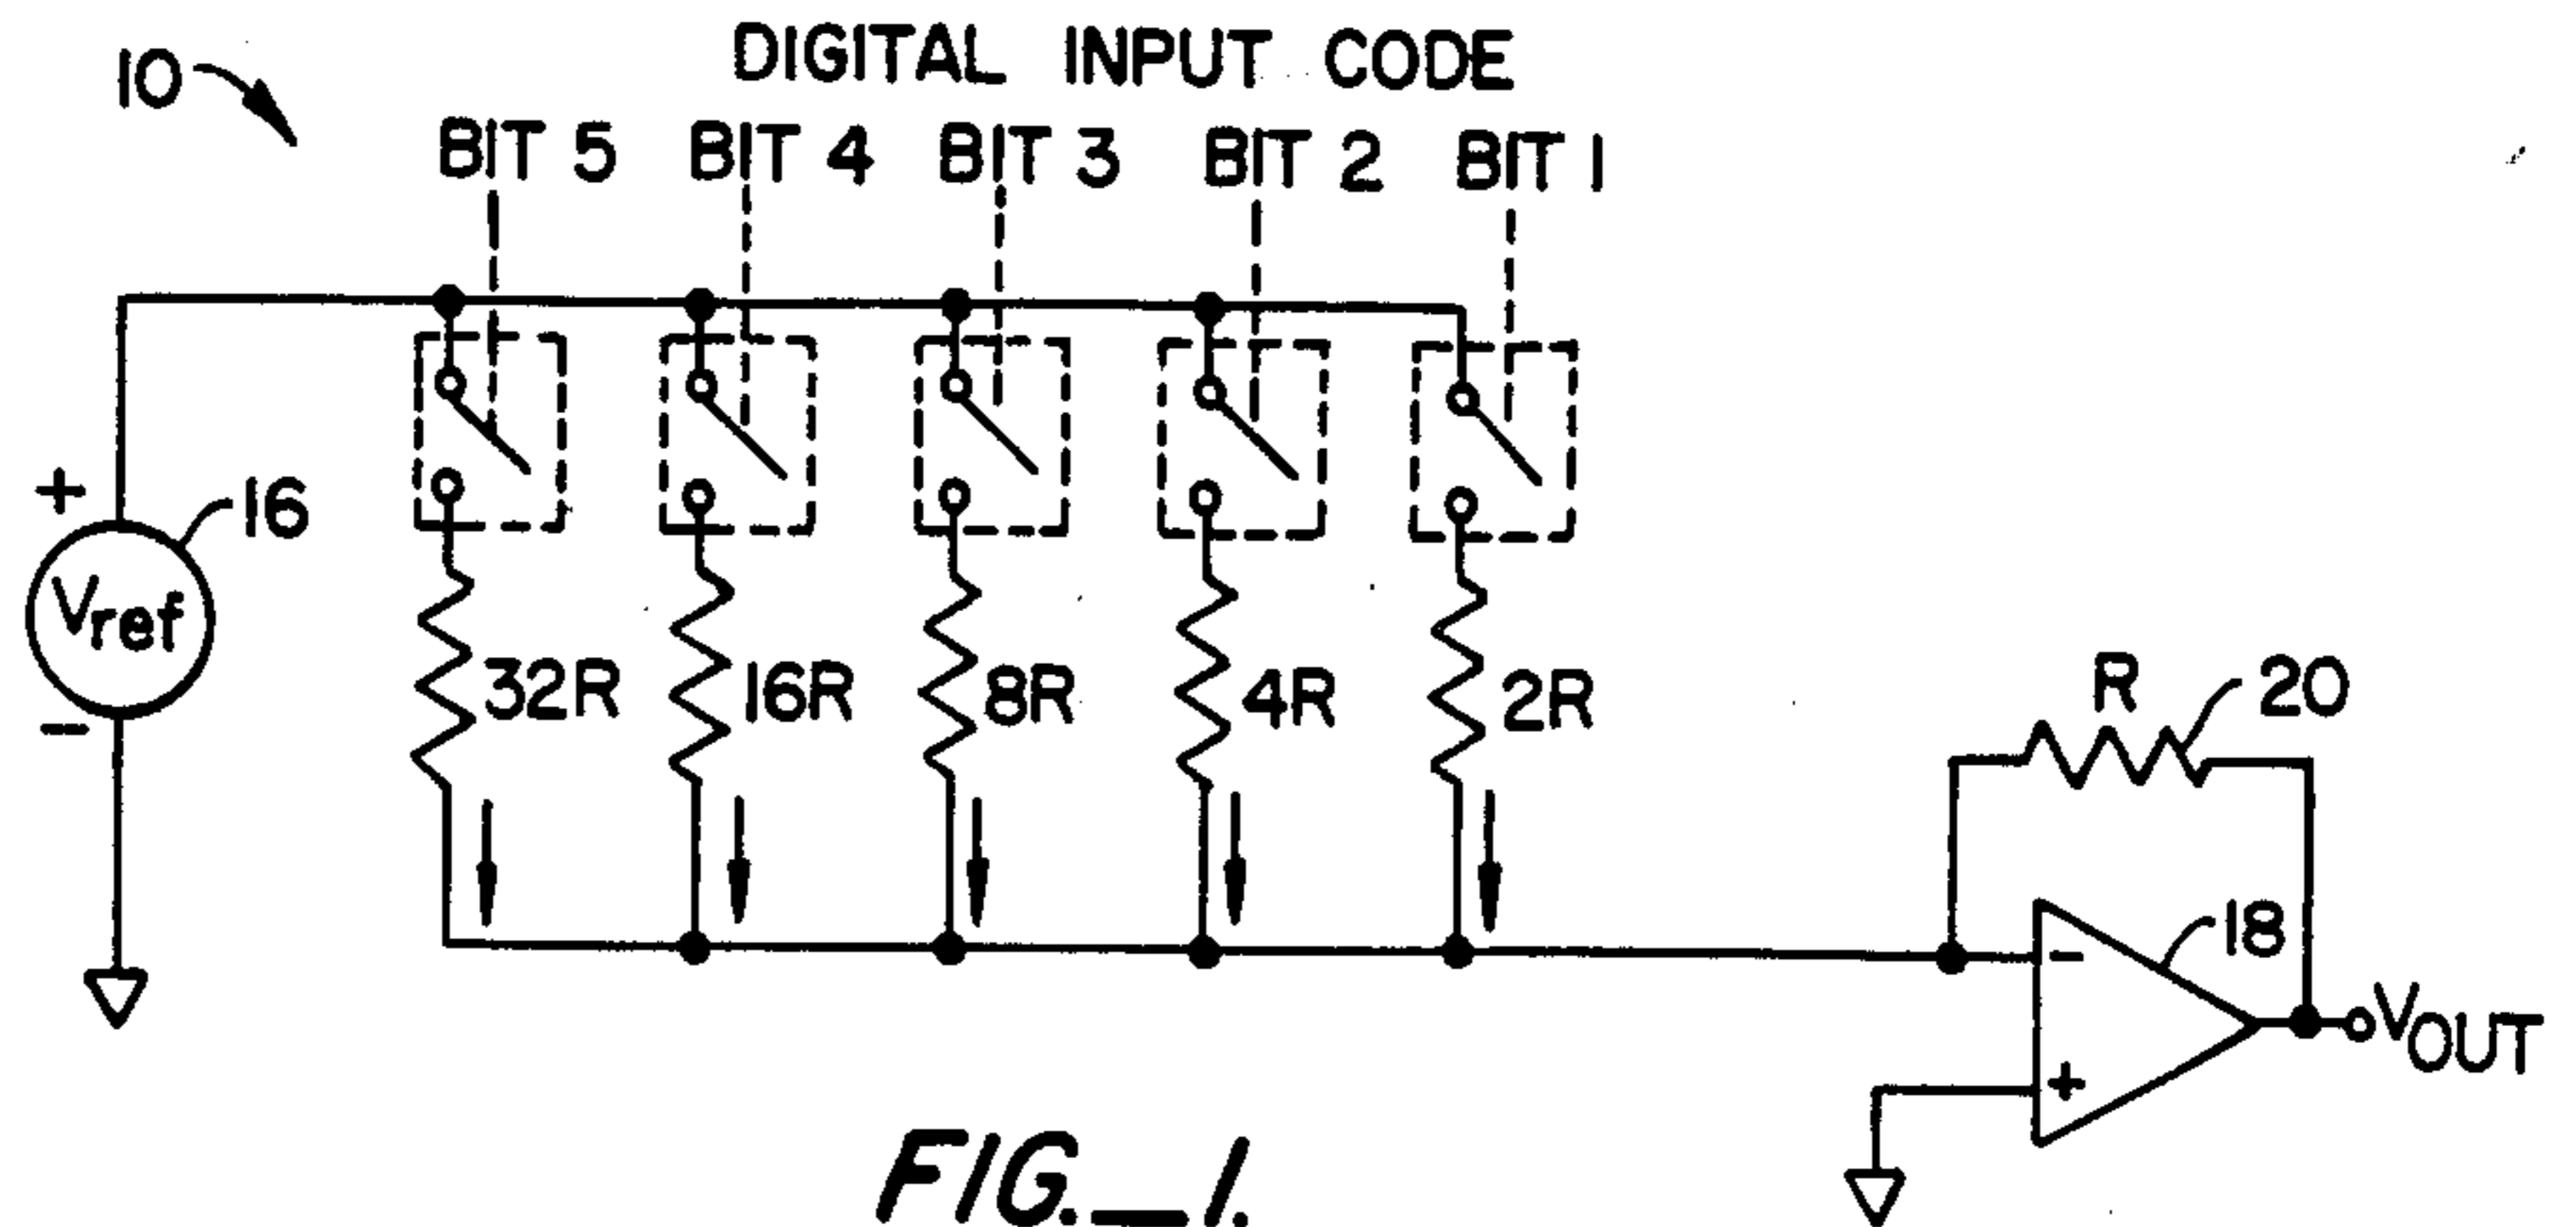 DIGITAL INPUT CODE
10
BIT 5 BIT 4 BIT 3 BIT 2 BIT 1
+
16
Vref
-
32R 16R 8R 4R 2R
R 20
18
-
+
VOUT
FIG._1.